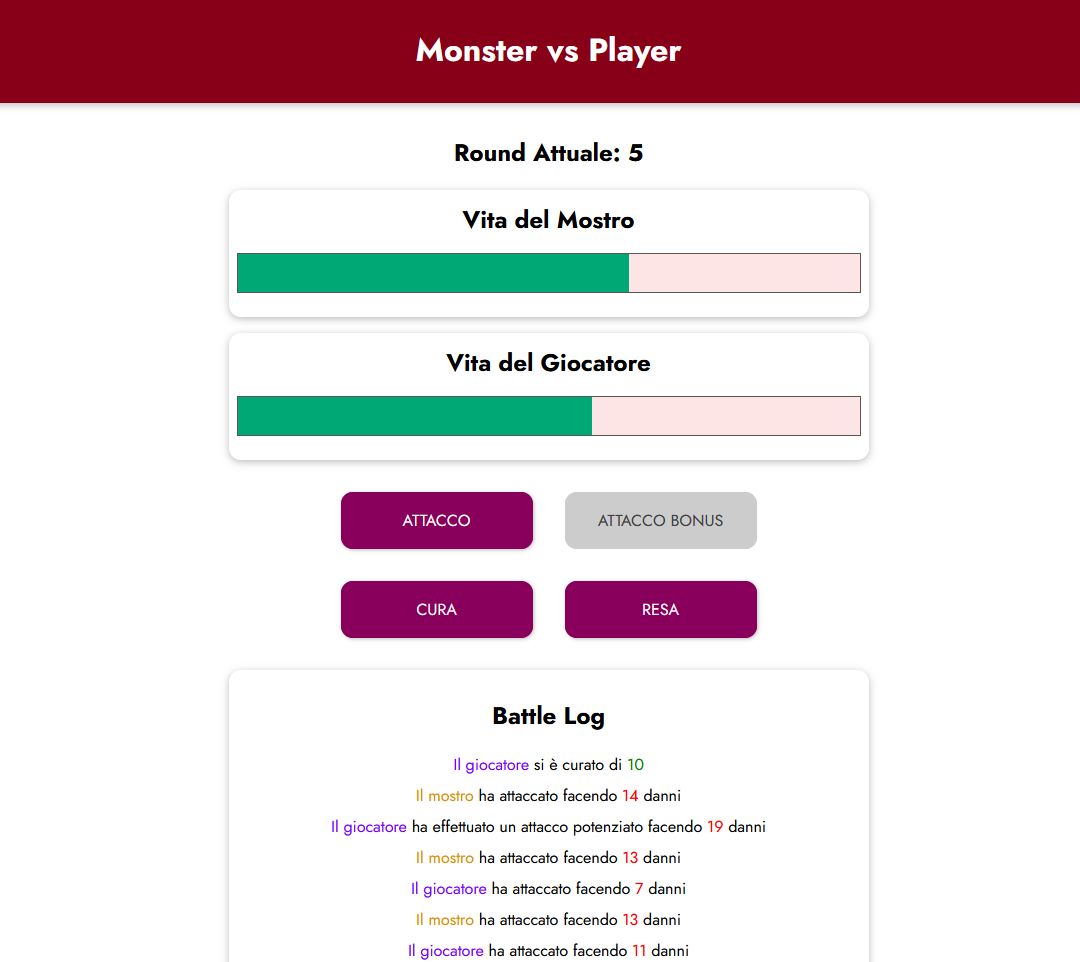 Monster vs Player
Round Attuale: 5
Vita del Mostro
Vita del Giocatore
ATTACCO
ATTACCO BONUS
CURA
RESA
Battle Log
Il giocatore si è curato di 10
Il mostro ha attaccato facendo 14 danni
Il giocatore ha effettuato un attacco potenziato facendo 19 danni
Il mostro ha attaccato facendo 13 danni
Il giocatore ha attaccato facendo 7 danni
Il mostro ha attaccato facendo 13 danni
Il giocatore ha attaccato facendo 11 danni